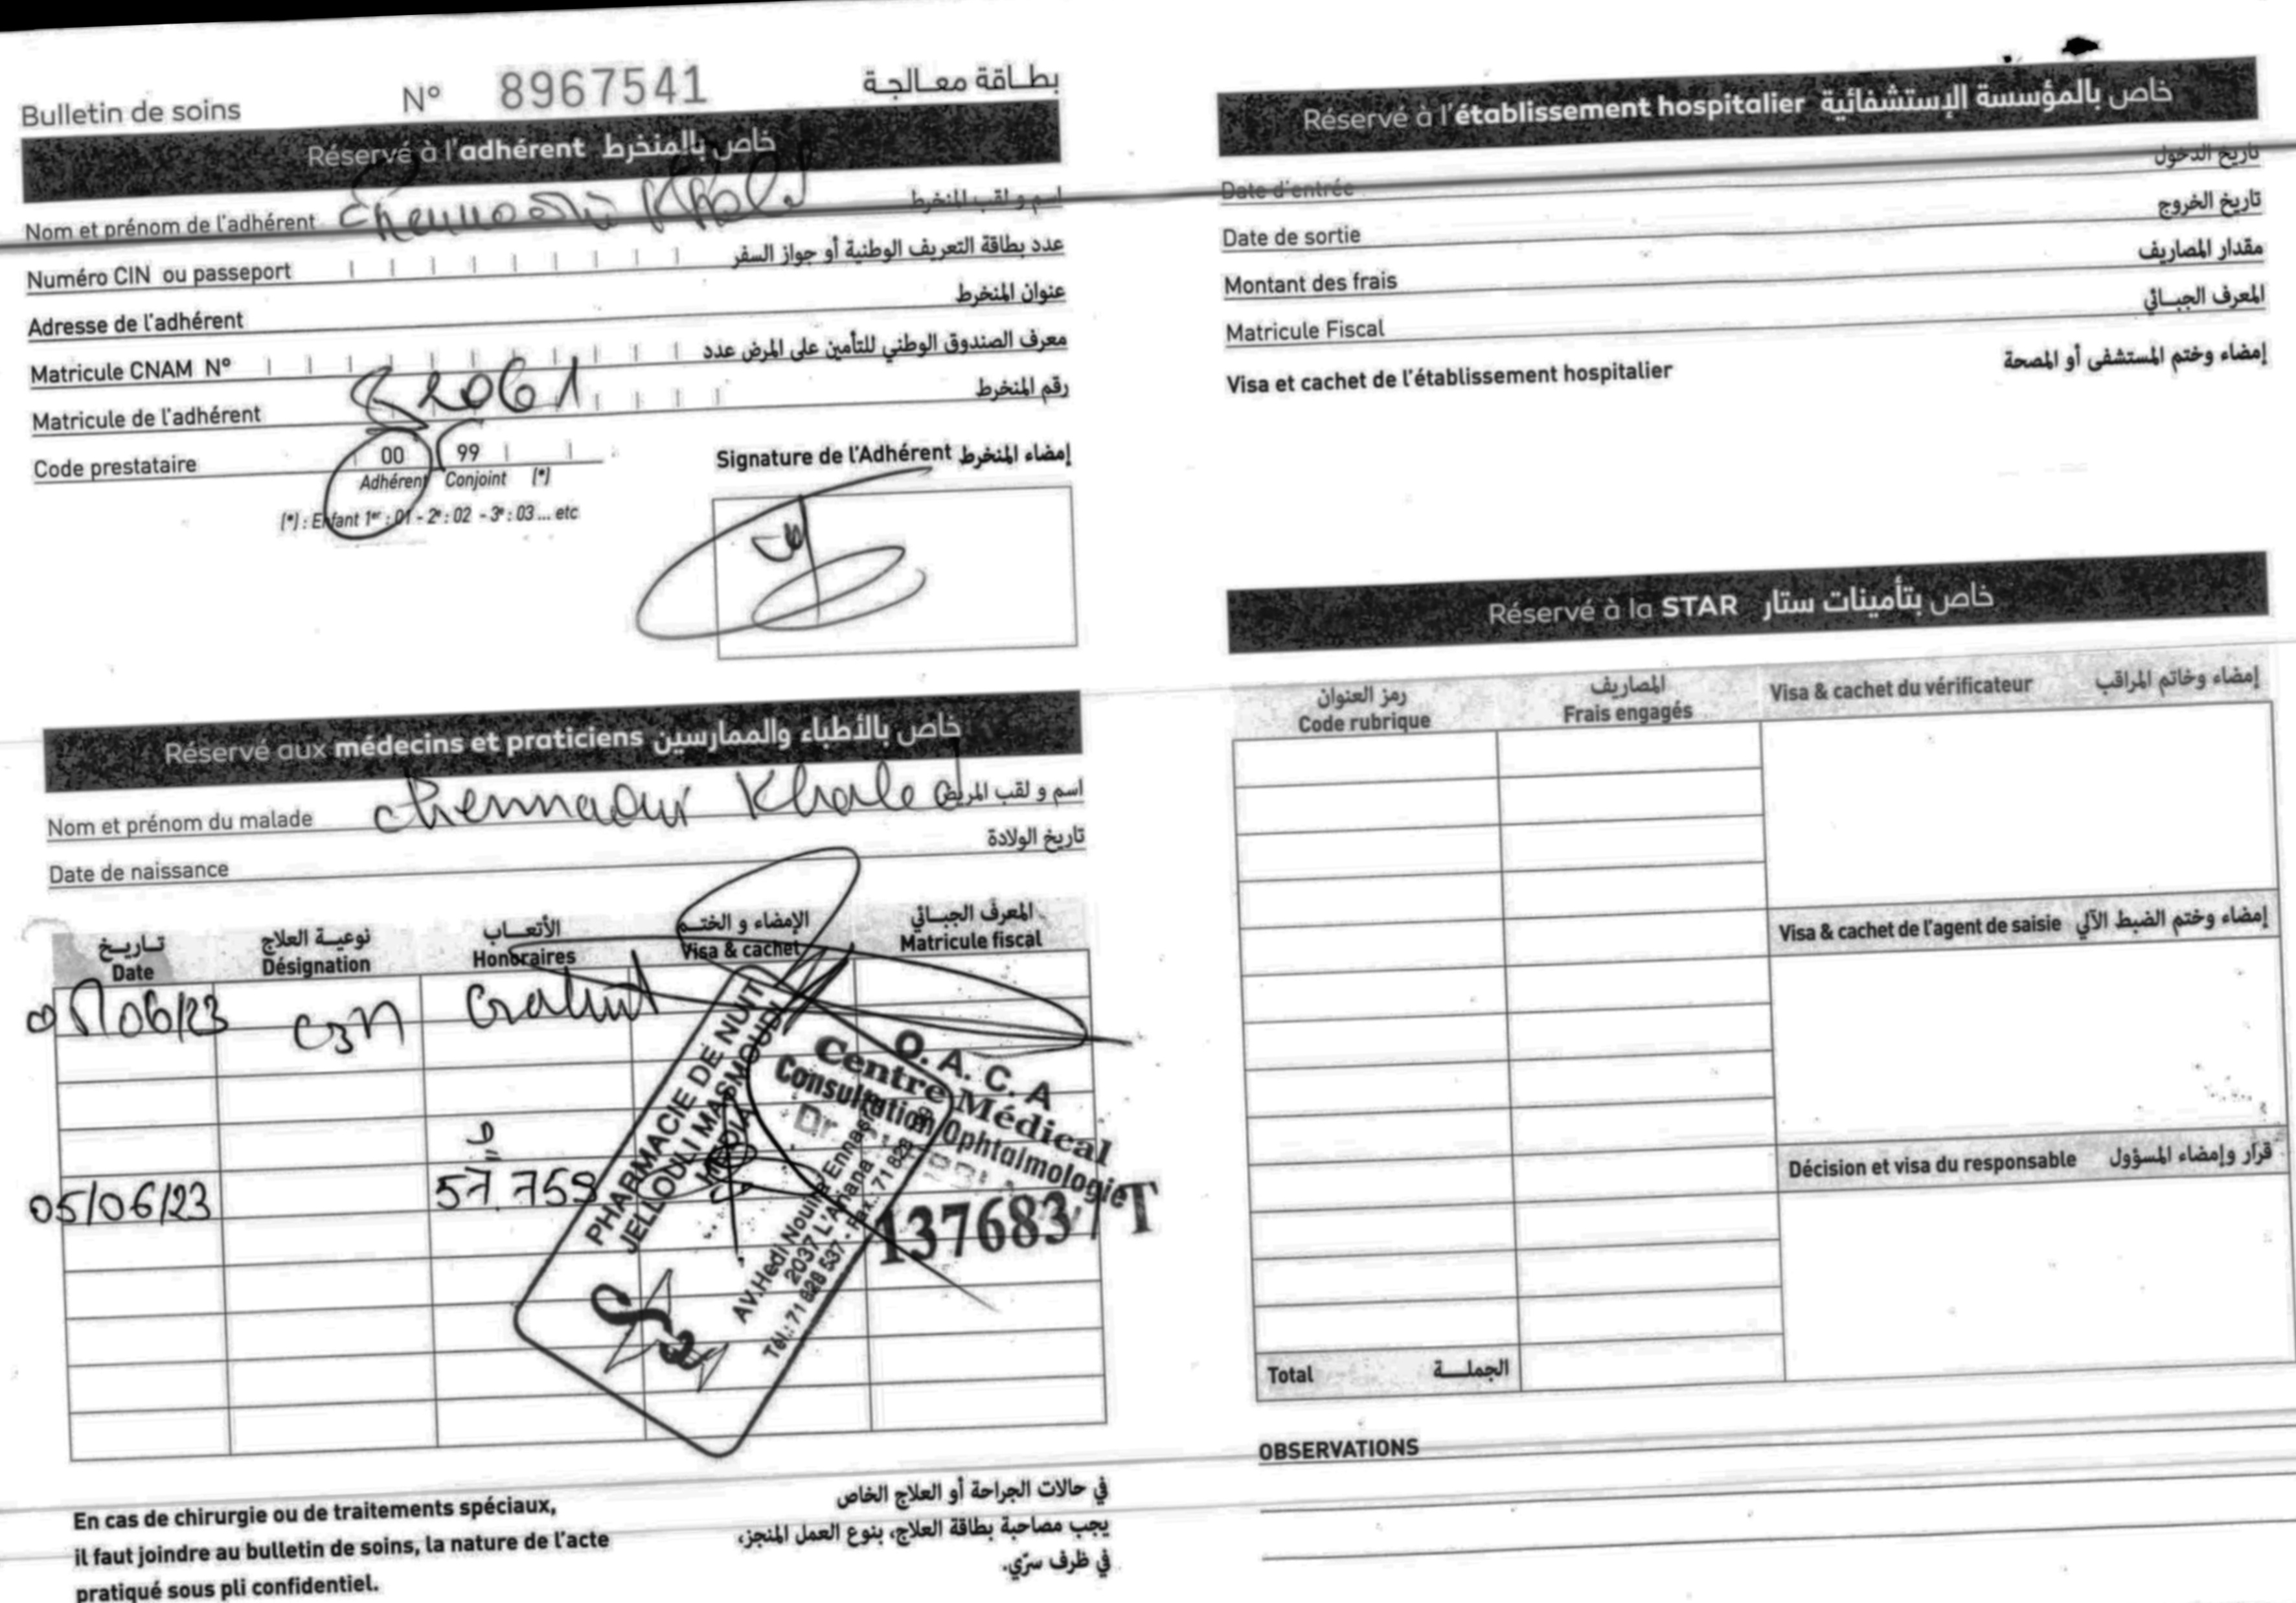 Bulletin de soins N° 8967541 بطاقة معالجة
Réservé à l'adhérent خاص بالمنخرط
Nom et prénom de l'adhérent Khaled اسم و لقب المنخرط
Numéro CIN ou passeport عدد بطاقة التعريف الوطنية أو جواز السفر
Adresse de l'adhérent عنوان المنخرط
Matricule CNAM N° معرف الصندوق الوطني للتأمين على المرض عدد
Matricule de l'adhérent 82061 رقم المنخرط
Code prestataire 00 99
Adhérent Conjoint (*)
(*) : Enfant 1er : 01 - 2e : 02 - 3e : 03 ... etc
Signature de l'Adhérent إمضاء المنخرط
Réservé aux médecins et praticiens خاص بالأطباء والممارسين
Nom et prénom du malade Chennaoui Khaled اسم و لقب المريض
Date de naissance تاريخ الولادة
تاريخ نوعية العلاج الأتعاب الإمضاء و الختم المعرف الجبائي
Date Désignation Honoraires Visa & cachet Matricule fiscal
05/06/23 57.759
PHARMACIE DE NUIT
JELLOULI MASMOUDI
AV.Hedi Nouira Ennasr
2037 L'Ariana
Tél.: 71 828 537 - Fax.: 71 828
O. A. C. A
Centre Médical
Consultation Ophtalmologie
Dr
137683/T
En cas de chirurgie ou de traitements spéciaux,
il faut joindre au bulletin de soins, la nature de l'acte
pratiqué sous pli confidentiel.
في حالات الجراحة أو العلاج الخاص
يجب مصاحبة بطاقة العلاج، بنوع العمل المنجز،
في ظرف سرّي.
Réservé à l'établissement hospitalier خاص بالمؤسسة الإستشفائية
Date d'entrée تاريخ الدخول
Date de sortie تاريخ الخروج
Montant des frais مقدار المصاريف
Matricule Fiscal المعرف الجبائي
Visa et cachet de l'établissement hospitalier إمضاء وختم المستشفى أو المصحة
Réservé à la STAR خاص بتأمينات ستار
رمز العنوان المصاريف
Code rubrique Frais engagés Visa & cachet du vérificateur إمضاء وخاتم المراقب
Visa & cachet de l'agent de saisie إمضاء وختم الضبط الآلي
Décision et visa du responsable قرار وإمضاء المسؤول
Total الجملة
OBSERVATIONS